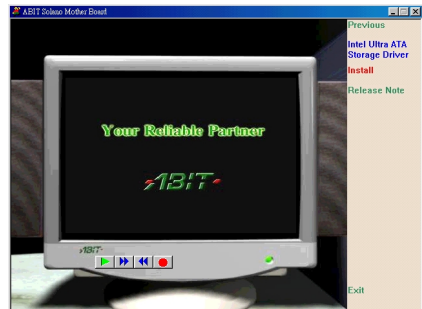 ABIT Solano Mother Board
Previous
Intel Ultra ATA
Storage Driver
Install
Release Note
Your Reliable Partner
ABIT
ABIT
Exit